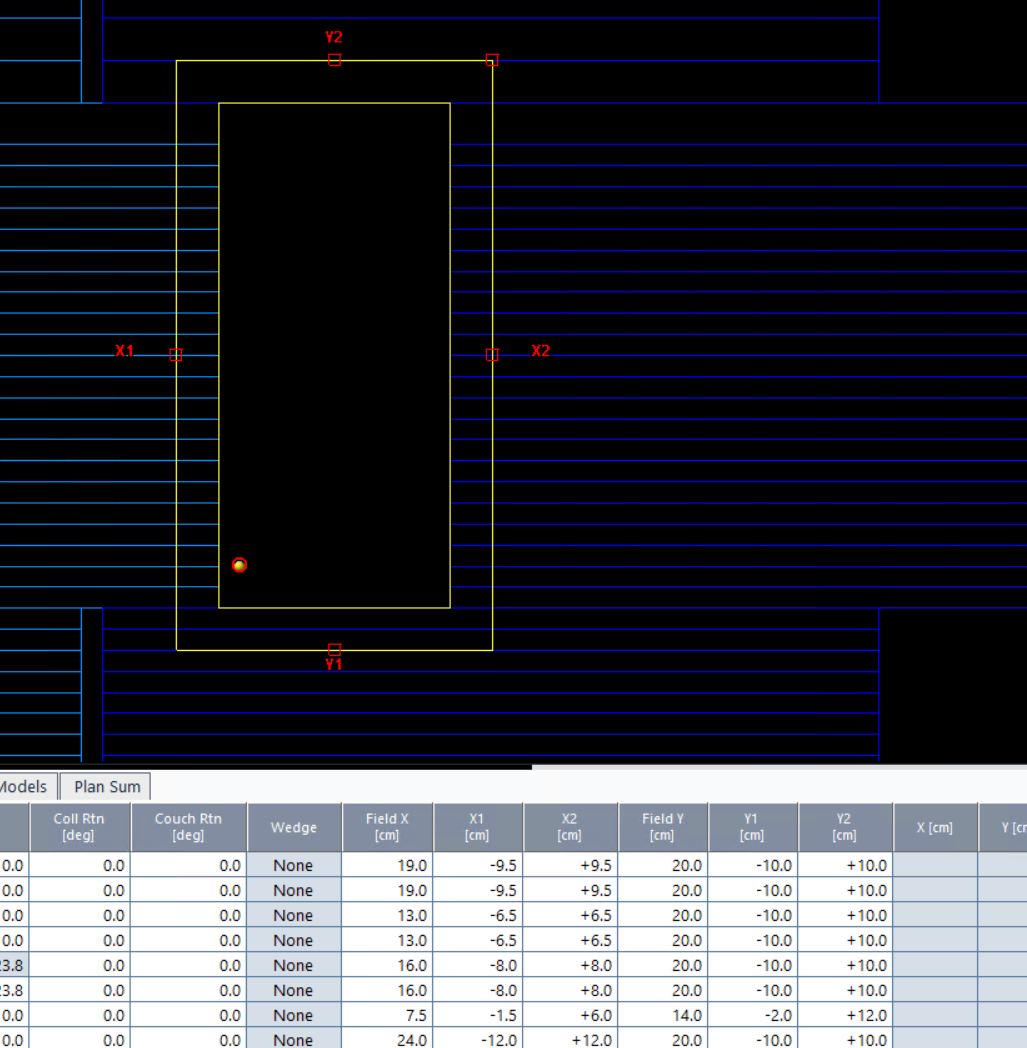 Y2
X1
X2
Y1
Models Plan Sum
Coll Rtn [deg] Couch Rtn [deg] Wedge Field X [cm] X1 [cm] X2 [cm] Field Y [cm] Y1 [cm] Y2 [cm] X [cm] Y [cm
0.0 0.0 0.0 None 19.0 -9.5 +9.5 20.0 -10.0 +10.0
0.0 0.0 0.0 None 19.0 -9.5 +9.5 20.0 -10.0 +10.0
0.0 0.0 0.0 None 13.0 -6.5 +6.5 20.0 -10.0 +10.0
0.0 0.0 0.0 None 13.0 -6.5 +6.5 20.0 -10.0 +10.0
23.8 0.0 0.0 None 16.0 -8.0 +8.0 20.0 -10.0 +10.0
23.8 0.0 0.0 None 16.0 -8.0 +8.0 20.0 -10.0 +10.0
0.0 0.0 0.0 None 7.5 -1.5 +6.0 14.0 -2.0 +12.0
0.0 0.0 0.0 None 24.0 -12.0 +12.0 20.0 -10.0 +10.0